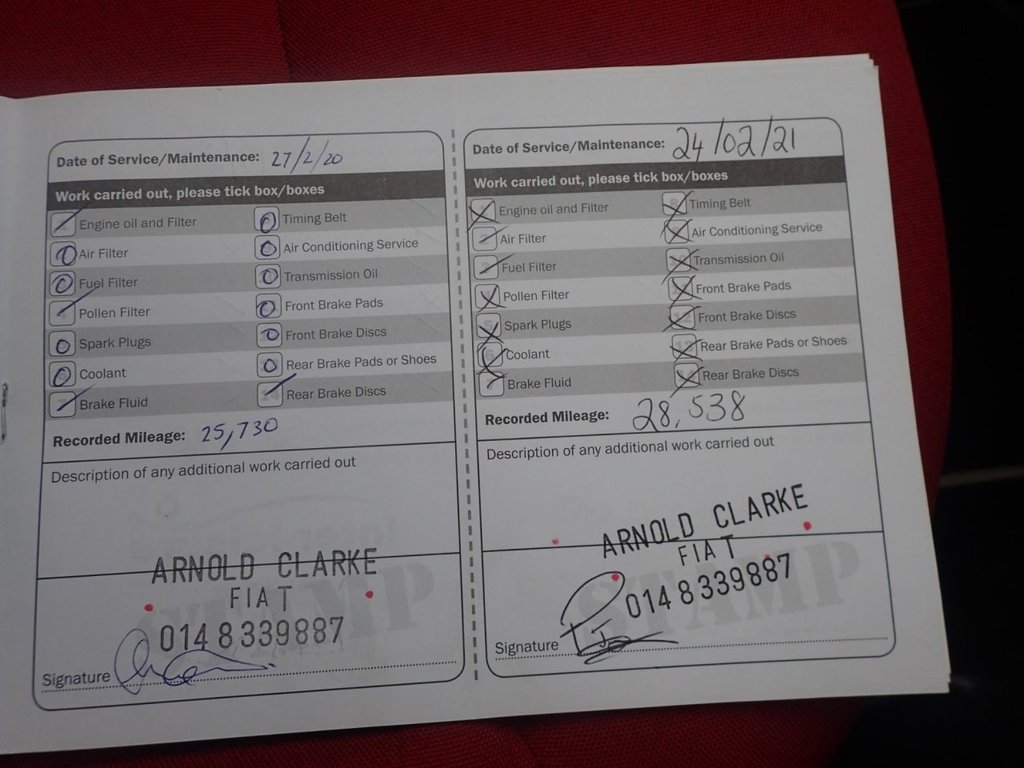 Date of Service/Maintenance: 27/2/20
Work carried out, please tick box/boxes
Engine oil and Filter
Timing Belt
Air Filter
Air Conditioning Service
Fuel Filter
Transmission Oil
Pollen Filter
Front Brake Pads
Spark Plugs
Front Brake Discs
Coolant
Rear Brake Pads or Shoes
Brake Fluid
Rear Brake Discs
Recorded Mileage: 25,730
Description of any additional work carried out
ARNOLD CLARKE
FIAT
014 8339887
STAMP
Signature
Date of Service/Maintenance: 24/02/21
Work carried out, please tick box/boxes
Engine oil and Filter
Timing Belt
Air Filter
Air Conditioning Service
Fuel Filter
Transmission Oil
Pollen Filter
Front Brake Pads
Spark Plugs
Front Brake Discs
Coolant
Rear Brake Pads or Shoes
Brake Fluid
Rear Brake Discs
Recorded Mileage: 28,538
Description of any additional work carried out
ARNOLD CLARKE
FIAT
014 8339887
STAMP
Signature